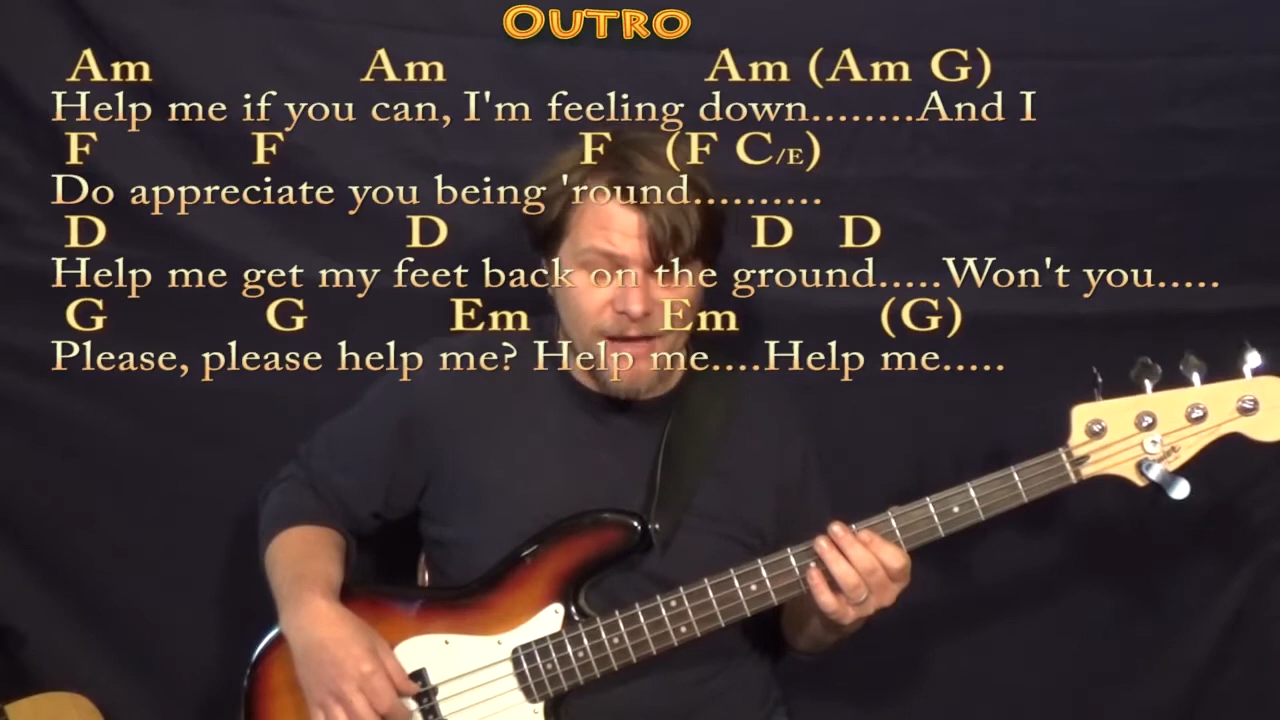 OUTRO
Am Am Am (Am G)
Help me if you can, I'm feeling down........And I
F F F (F C/E)
Do appreciate you being 'round..........
D D D D
Help me get my feet back on the ground.....Won't you.....
G G Em Em (G)
Please, please help me? Help me....Help me.....